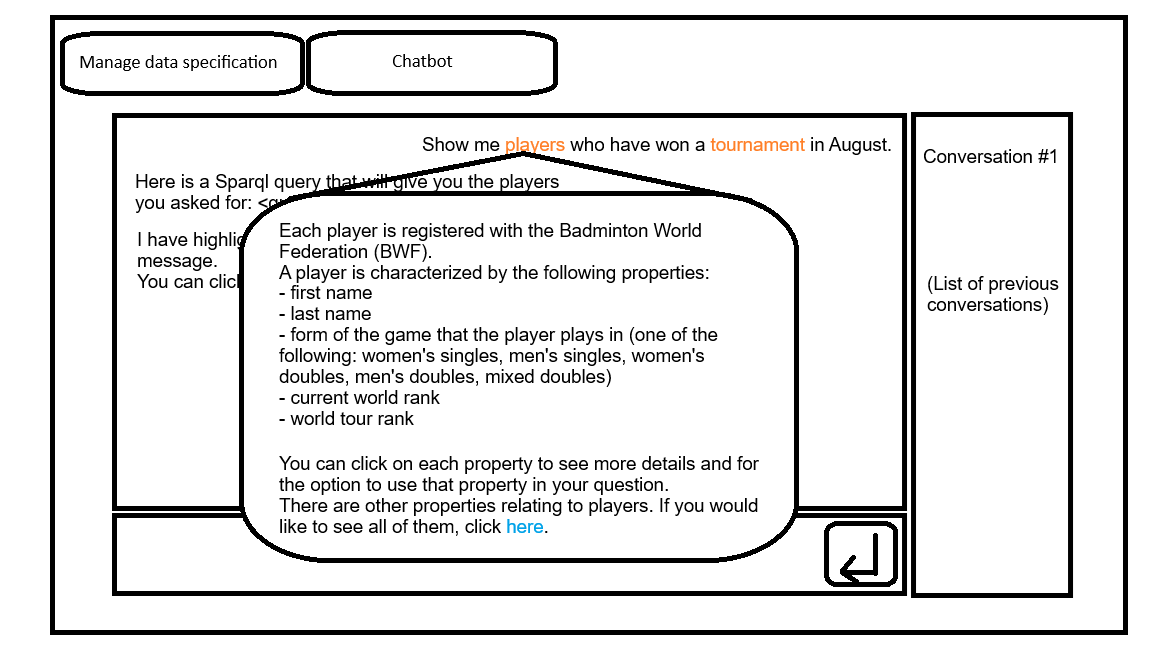 Manage data specification
Chatbot
Show me players who have won a tournament in August.
Here is a Sparql query that will give you the players
you asked for:
I have
message.
You can
Each player is registered with the Badminton World
Federation (BWF).
A player is characterized by the following properties:
- first name
- last name
- form of the game that the player plays in (one of the
following: women's singles, men's singles, women's
doubles, men's doubles, mixed doubles)
- current world rank
- world tour rank
You can click on each property to see more details and for
the option to use that property in your question.
There are other properties relating to players. If you would
like to see all of them, click here.
Conversation #1
(List of previous
conversations)